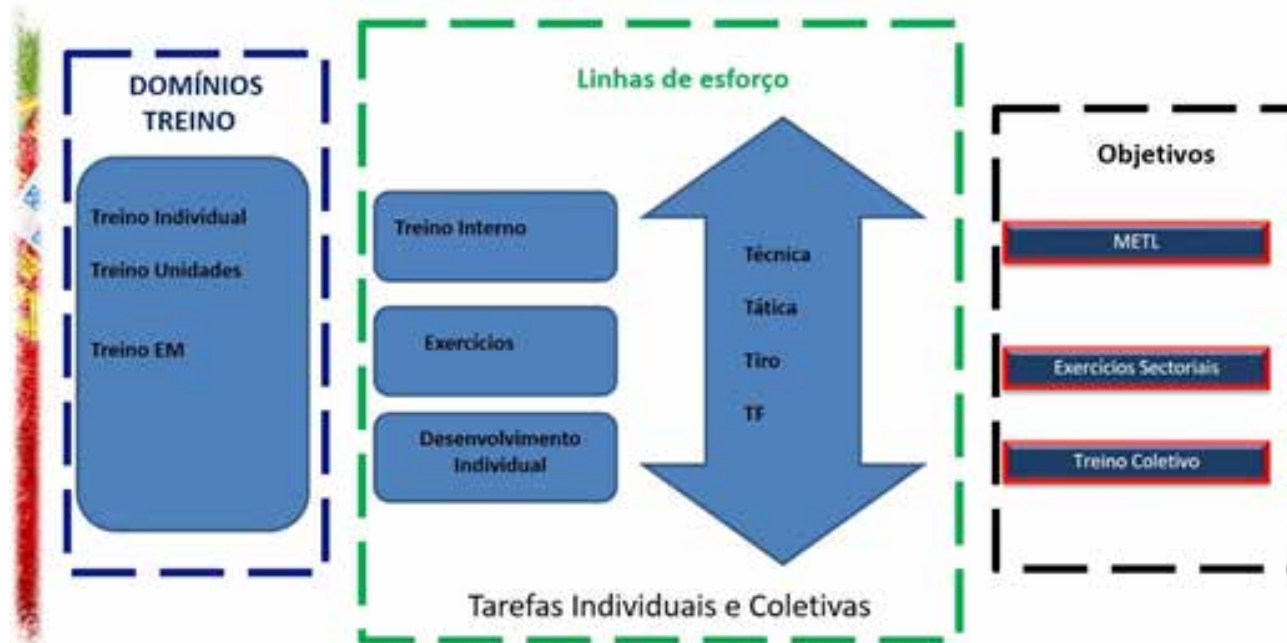 DOMÍNIOS
TREINO
Treino Individual
Treino Unidades
Treino EM
Linhas de esforço
Treino Interno
Exercícios
Desenvolvimento
Individual
Técnica
Tática
Tiro
TF
Tarefas Individuais e Coletivas
Objetivos
METL
Exercícios Sectoriais
Treino Coletivo